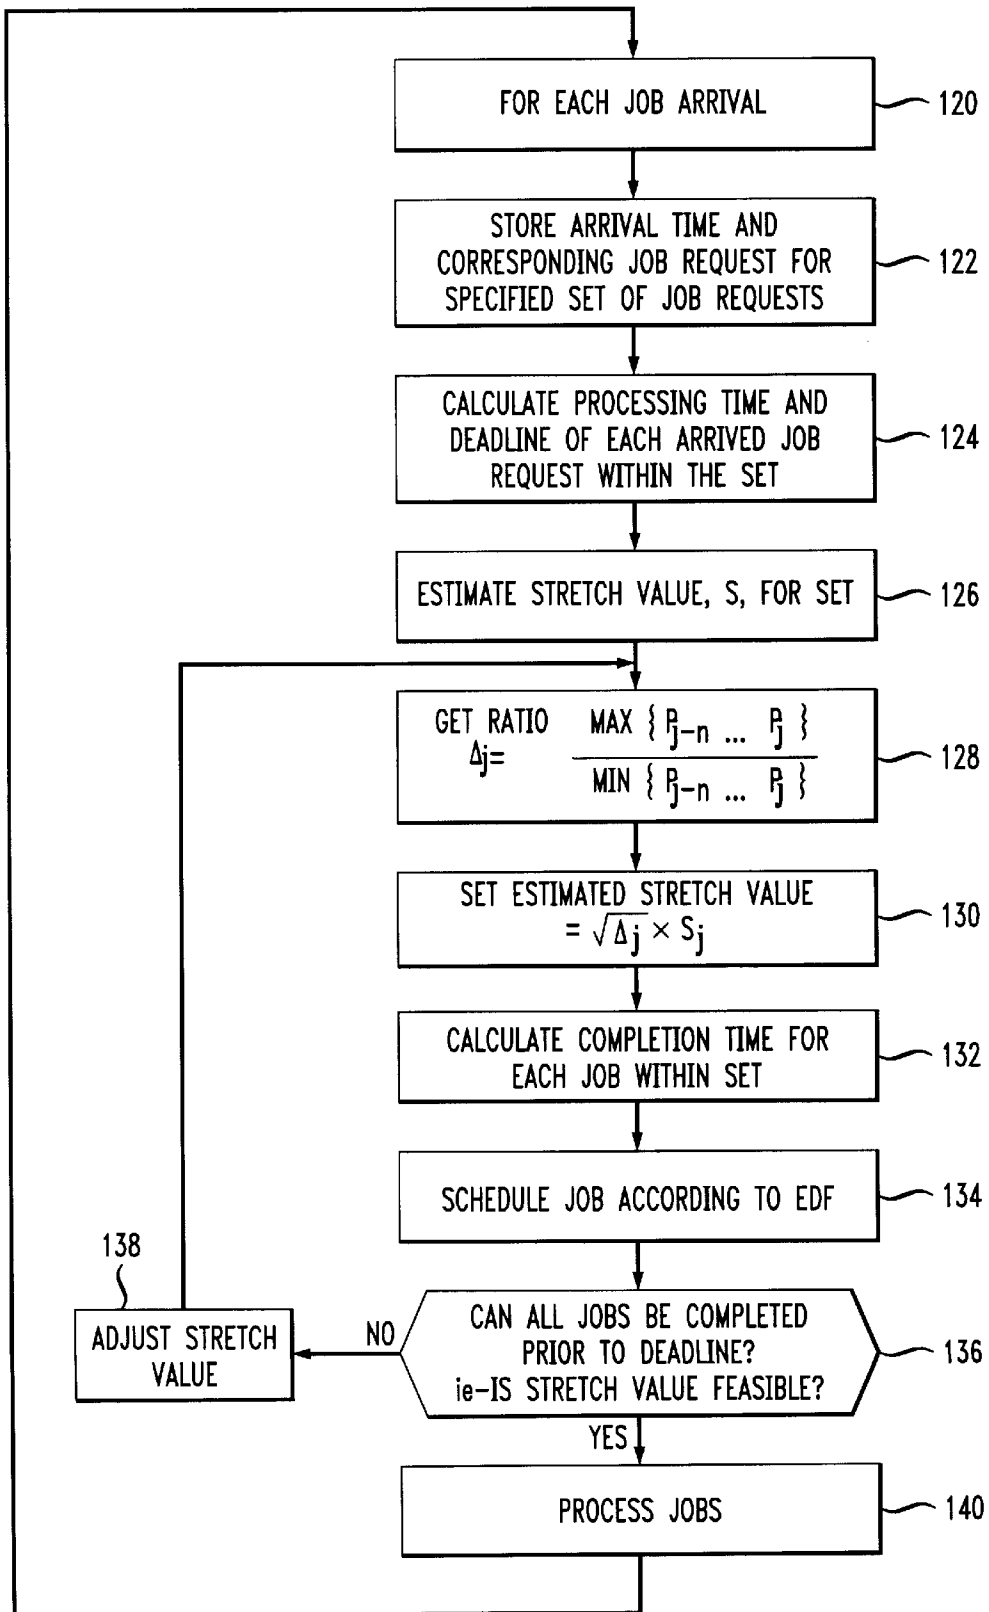 FOR EACH JOB ARRIVAL
120
STORE ARRIVAL TIME AND
CORRESPONDING JOB REQUEST FOR
SPECIFIED SET OF JOB REQUESTS
122
CALCULATE PROCESSING TIME AND
DEADLINE OF EACH ARRIVED JOB
REQUEST WITHIN THE SET
124
ESTIMATE STRETCH VALUE, S, FOR SET
126
GET RATIO
Δj=
MAX { Pj-n ... Pj }
MIN { Pj-n ... Pj }
128
SET ESTIMATED STRETCH VALUE
= √Δj × Sj
130
CALCULATE COMPLETION TIME FOR
EACH JOB WITHIN SET
132
SCHEDULE JOB ACCORDING TO EDF
134
CAN ALL JOBS BE COMPLETED
PRIOR TO DEADLINE?
ie-IS STRETCH VALUE FEASIBLE?
136
NO
138
ADJUST STRETCH
VALUE
YES
PROCESS JOBS
140